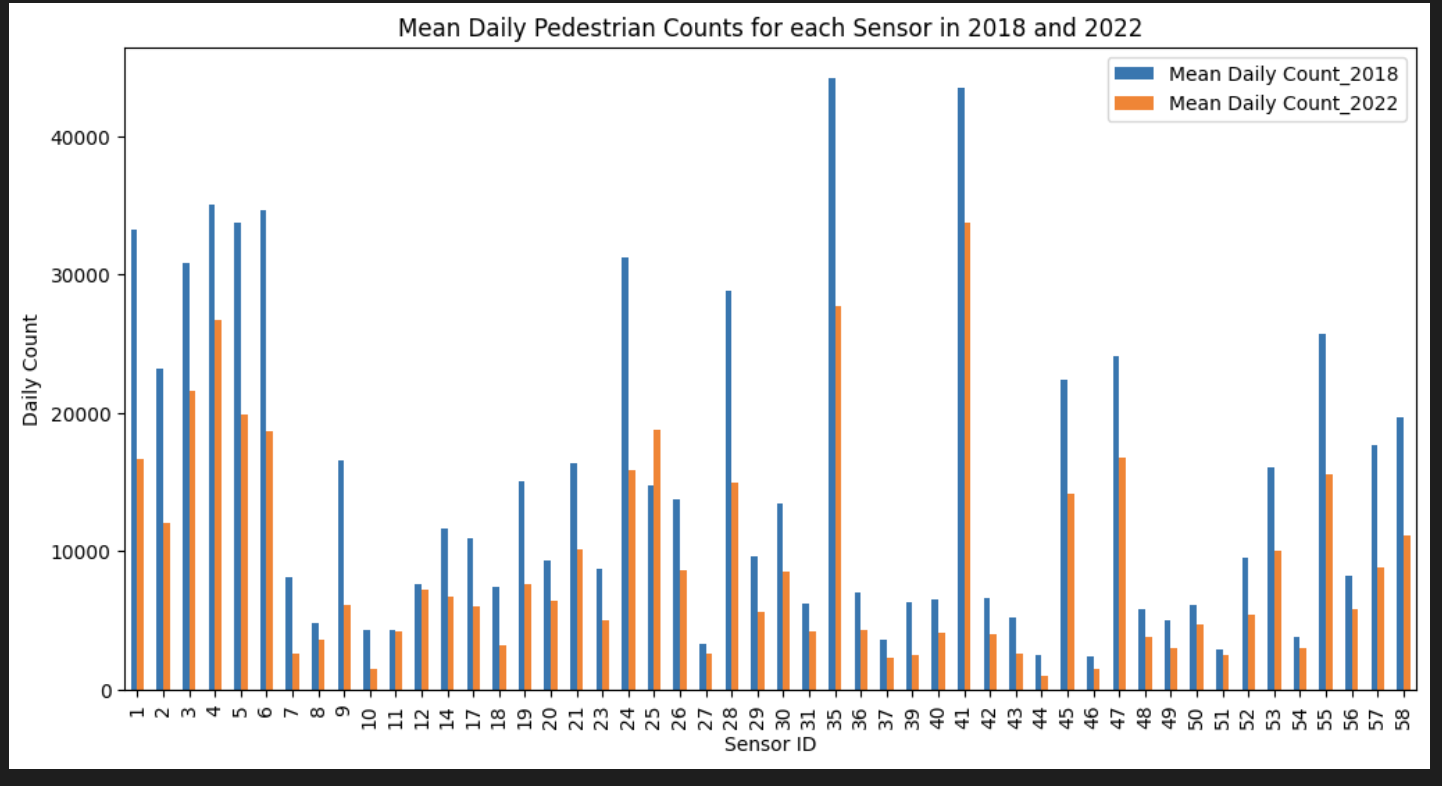 Mean Daily Pedestrian Counts for each Sensor in 2018 and 2022
Mean Daily Count_2018
Mean Daily Count_2022
40000
30000
20000
10000
0
Daily Count
1 2 3 4 5 6 7 8 9 10 11 12 14 17 18 19 20 21 23 24 25 26 27 28 29 30 31 35 36 37 39 40 41 42 43 44 45 46 47 48 49 50 51 52 53 54 55 56 57 58
Sensor ID